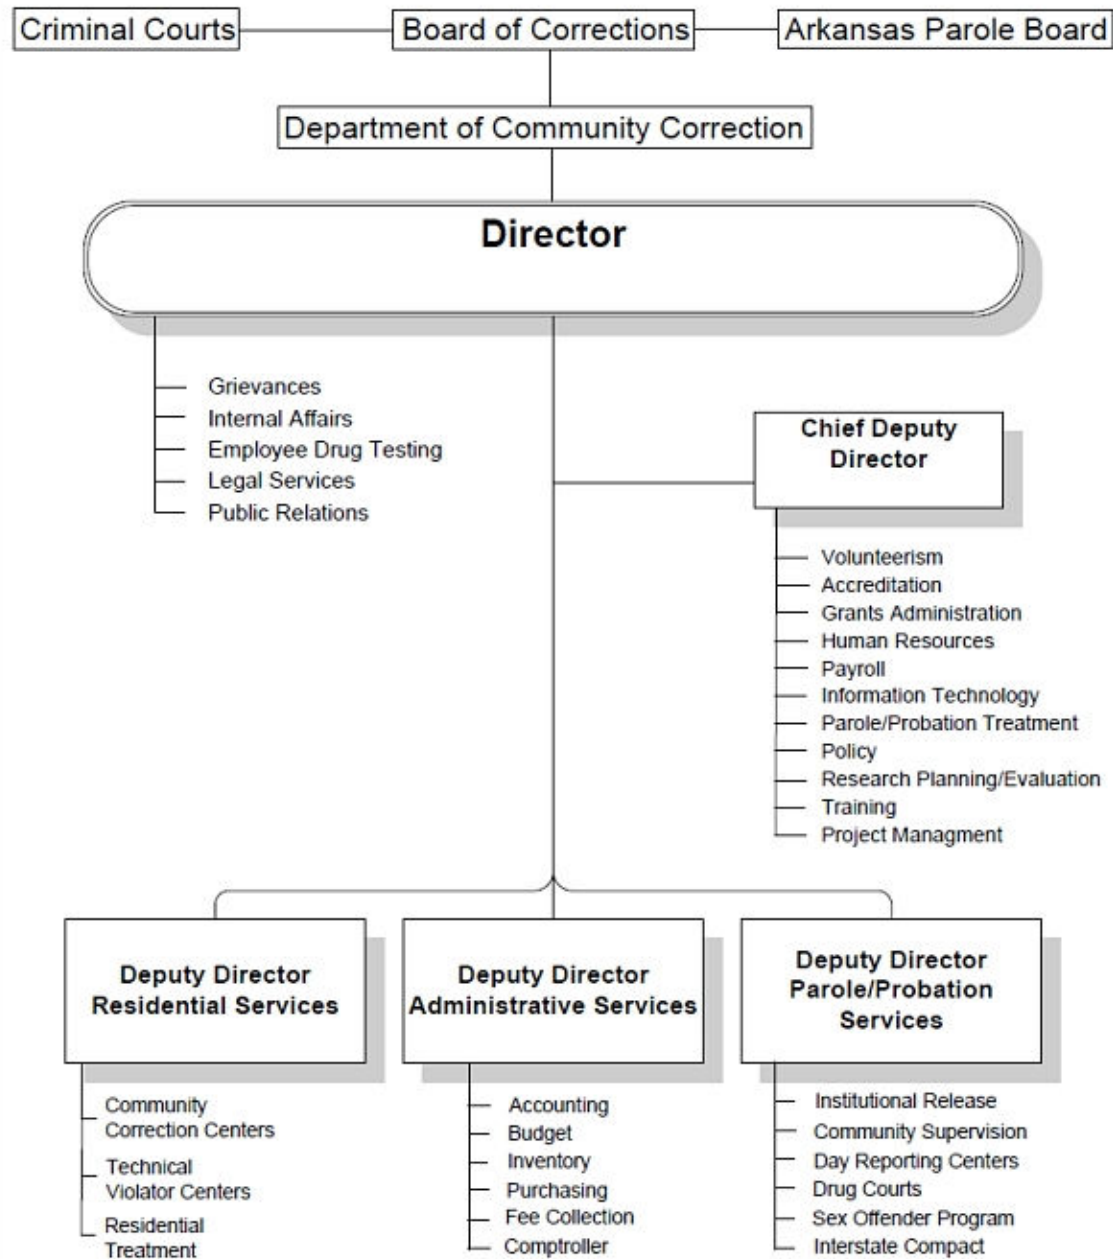 Criminal Courts
Board of Corrections
Arkansas Parole Board
Department of Community Correction
Director
Grievances
Internal Affairs
Employee Drug Testing
Legal Services
Public Relations
Chief Deputy
Director
Volunteerism
Accreditation
Grants Administration
Human Resources
Payroll
Information Technology
Parole/Probation Treatment
Policy
Research Planning/Evaluation
Training
Project Managment
Deputy Director
Residential Services
Community
Correction Centers
Technical
Violator Centers
Residential
Treatment
Deputy Director
Administrative Services
Accounting
Budget
Inventory
Purchasing
Fee Collection
Comptroller
Deputy Director
Parole/Probation
Services
Institutional Release
Community Supervision
Day Reporting Centers
Drug Courts
Sex Offender Program
Interstate Compact